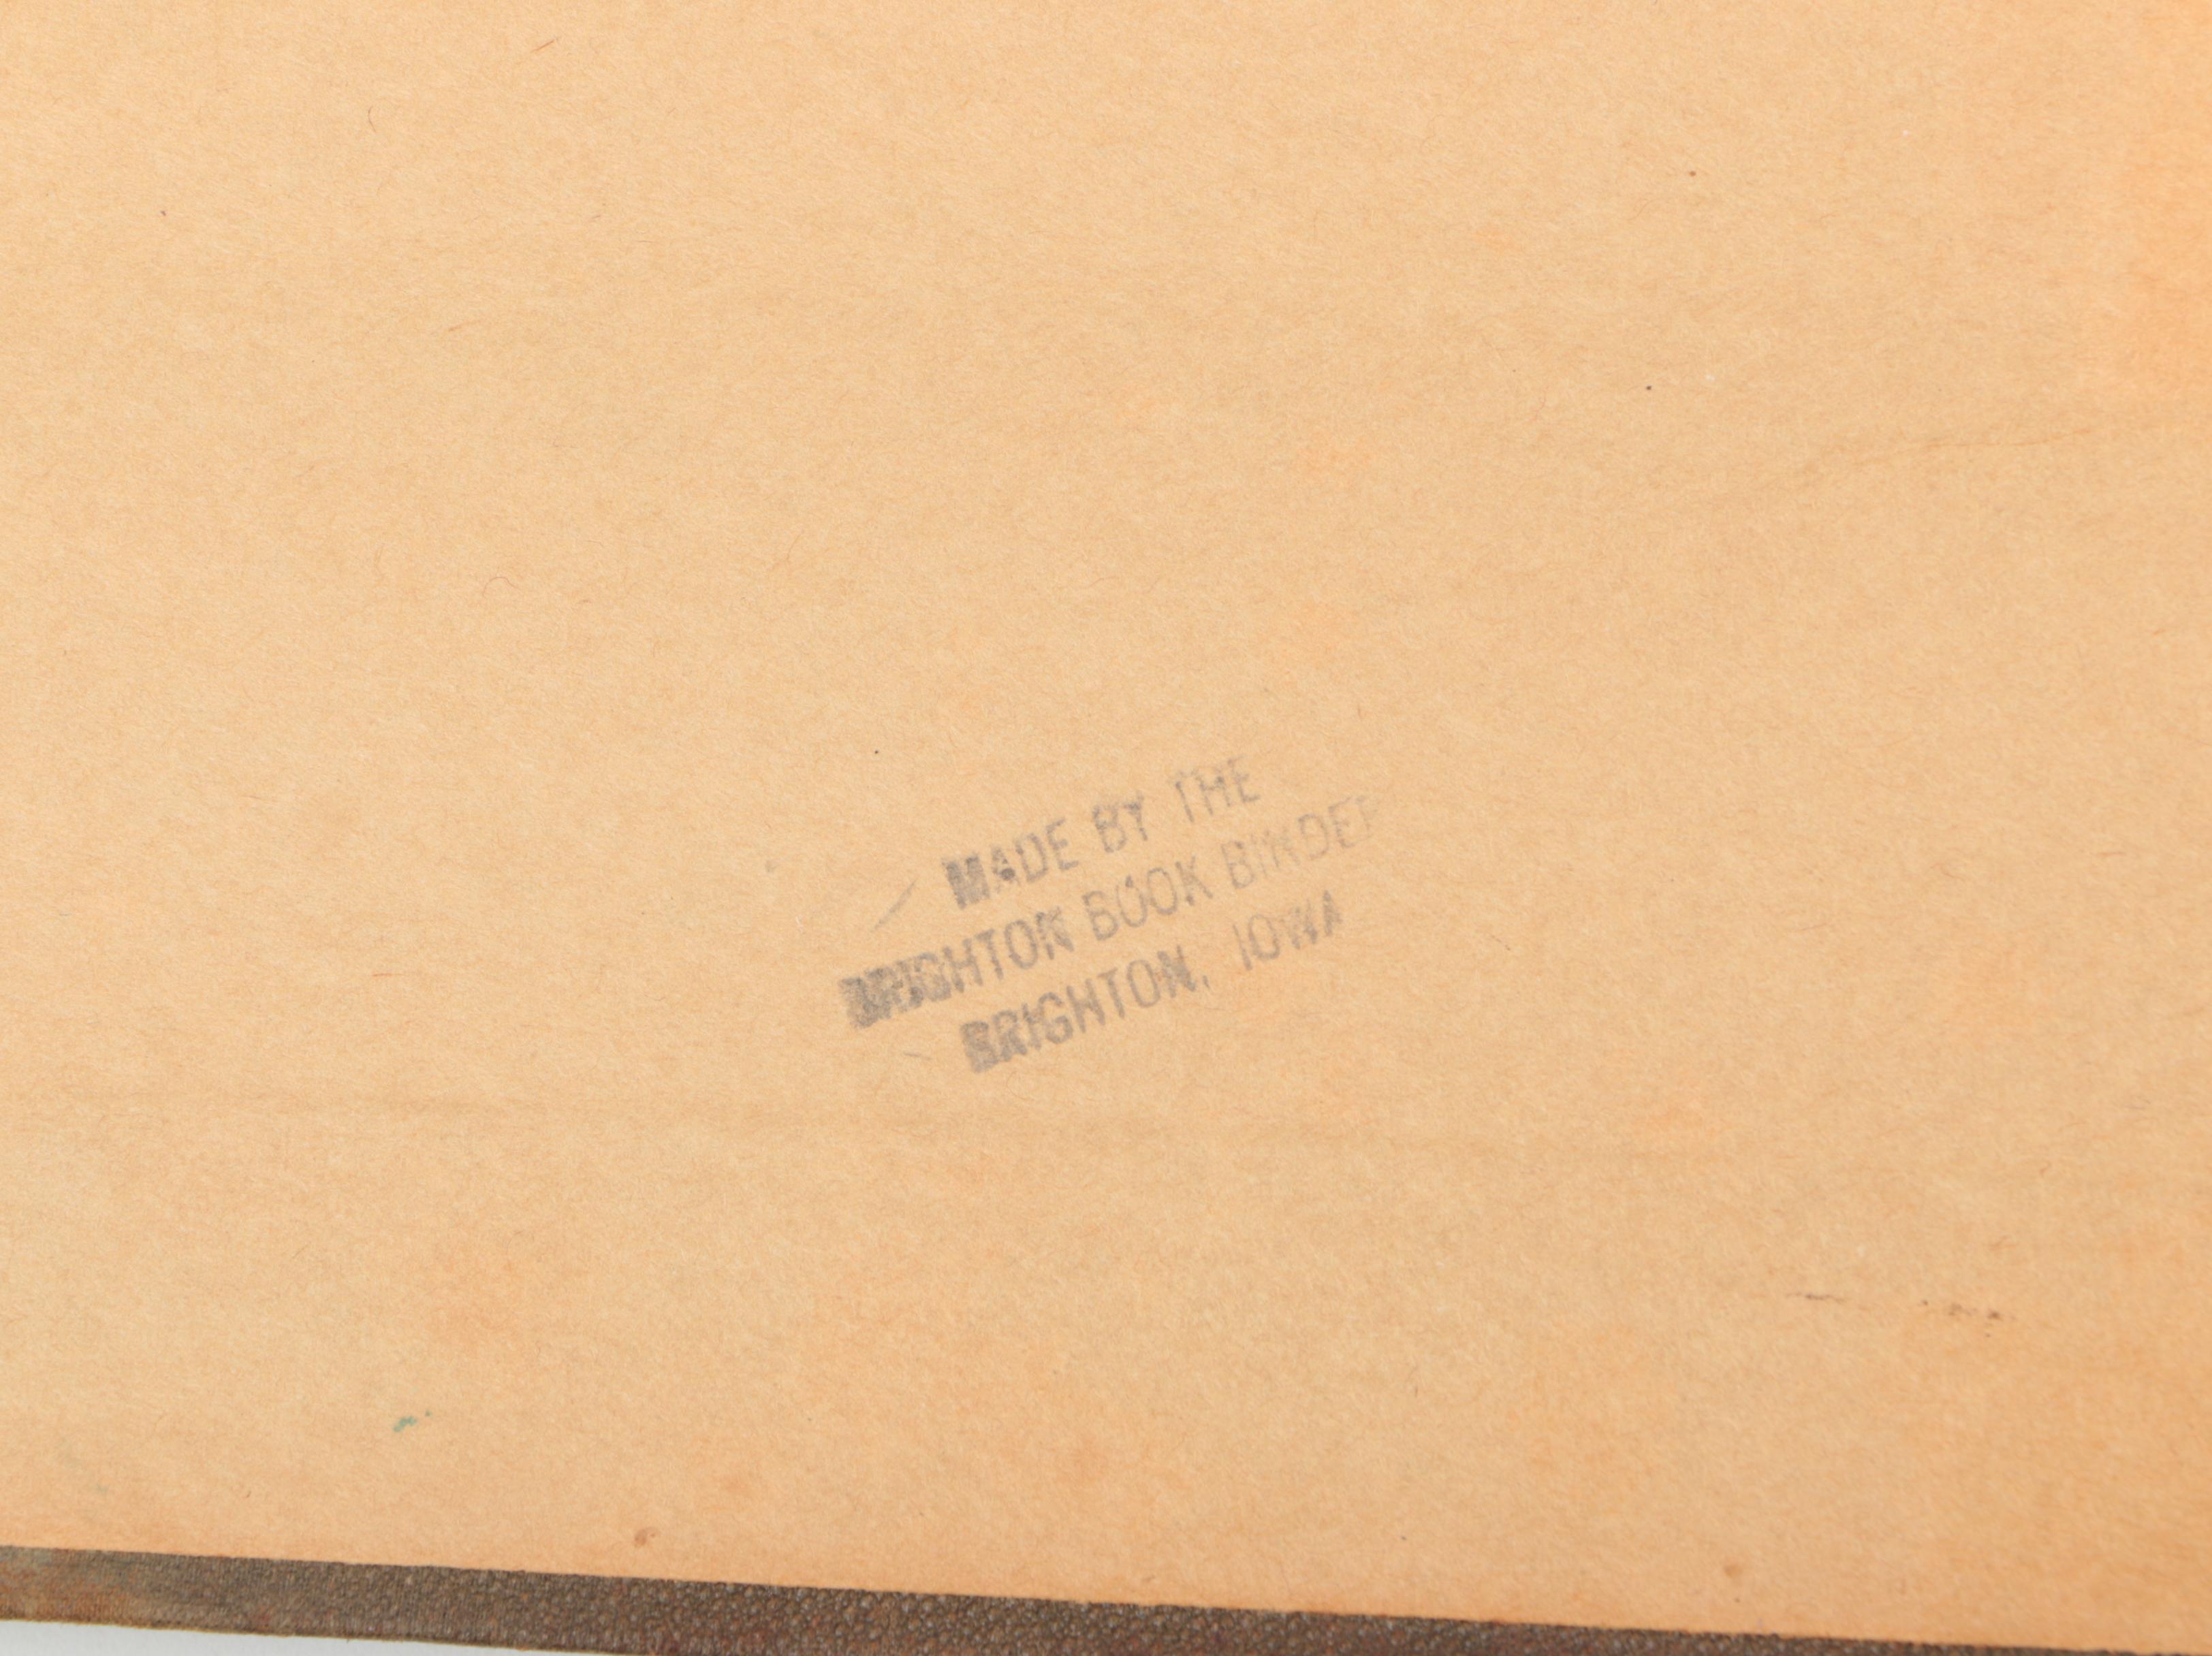 MADE BY THE
BRIGHTON BOOK BINDER
BRIGHTON, IOWA